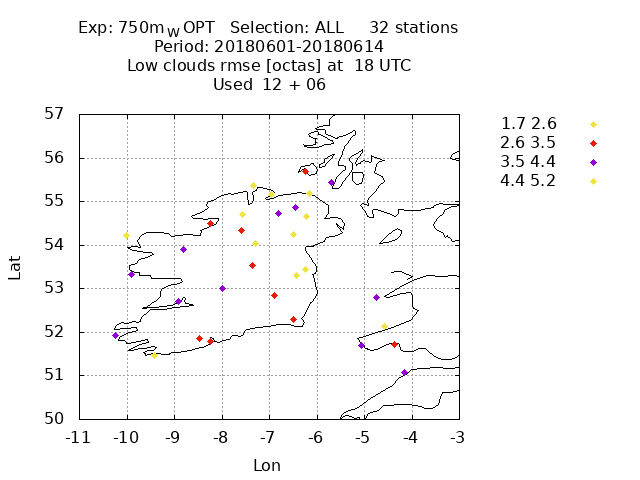 Exp: 750m_W OPT   Selection: ALL     32 stations
Period: 20180601-20180614
Low clouds rmse [octas] at  18 UTC
Used  12 + 06
57
56
55
54
53
52
51
50
-11 -10 -9 -8 -7 -6 -5 -4 -3
Lat
Lon
1.7 2.6
2.6 3.5
3.5 4.4
4.4 5.2